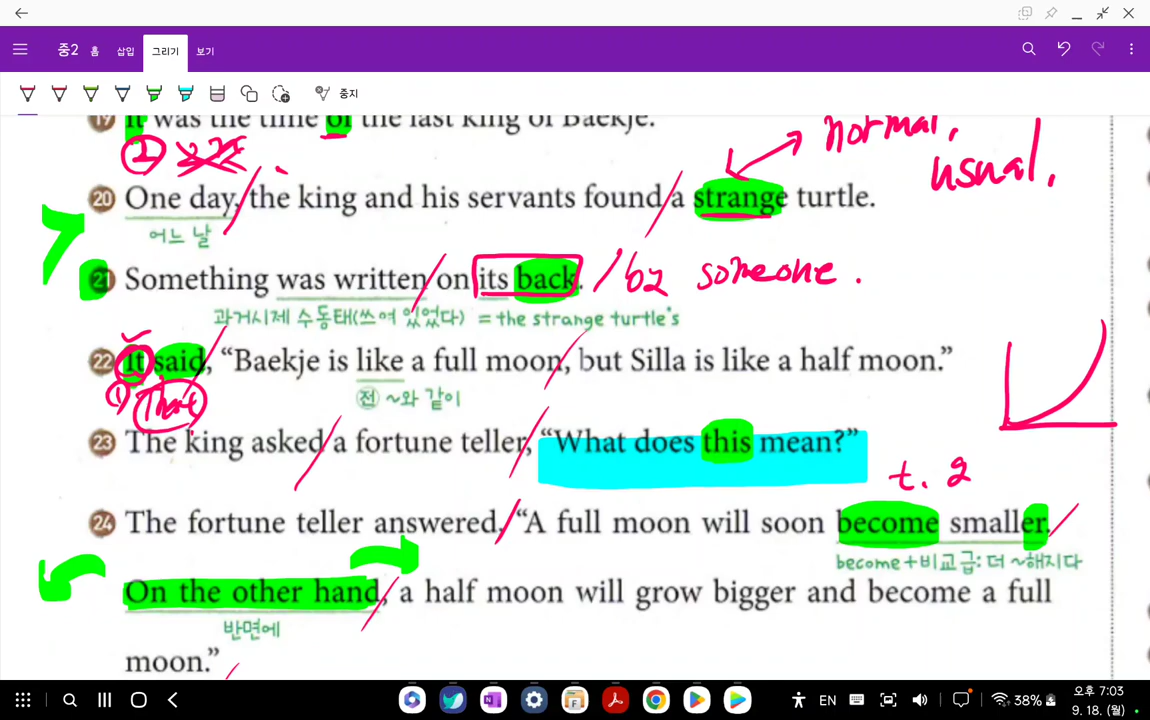 중2 홈 삽입 그리기 보기
중지
19 It was the time of the last king of Baekje.
normal,
usual.
②
20 One day, the king and his servants found a strange turtle.
어느 날
21 Something was written on its back. / by someone.
과거시제 수동태(쓰여 있었다) = the strange turtle's
22 It said, “Baekje is like a full moon, but Silla is like a half moon.”
① That
전 ~와 같이
23 The king asked a fortune teller, “What does this mean?”
24 The fortune teller answered, “A full moon will soon become smaller.
become+비교급: 더 ~해지다
On the other hand, a half moon will grow bigger and become a full
반면에
moon.”
EN 38% 오후 7:03
9. 18. (월)